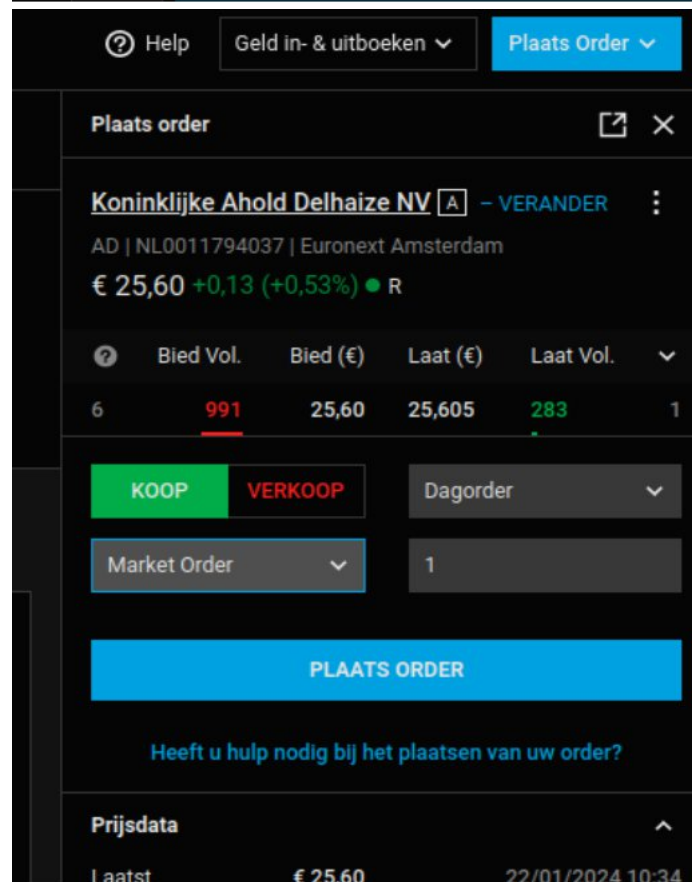 Help Geld in- & uitboeken Plaats Order
Plaats order
Koninklijke Ahold Delhaize NV A – VERANDER
AD | NL0011794037 | Euronext Amsterdam
€ 25,60 +0,13 (+0,53%) R
Bied Vol. Bied (€) Laat (€) Laat Vol.
6 991 25,60 25,605 283 1
KOOP VERKOOP Dagorder
Market Order 1
PLAATS ORDER
Heeft u hulp nodig bij het plaatsen van uw order?
Prijsdata
Laatst € 25,60 22/01/2024 10:34